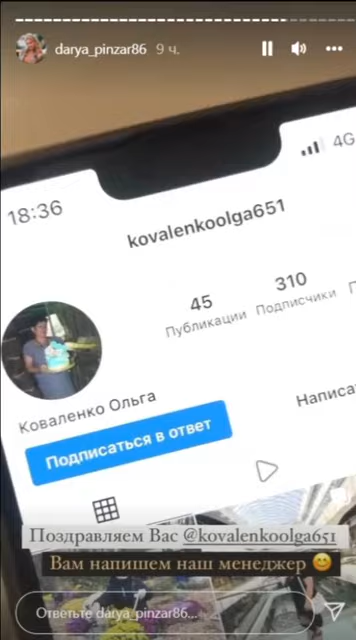 darya_pinzar86 9 ч.
4G
18:36
kovalenkoolga651
45
310
Публикации
Подписчики
Коваленко Ольга
Подписаться в ответ
Поздравляем Вас @kovalenkoolga651
Вам напишем наш менеджер
Ответьте darya_pinzar86...